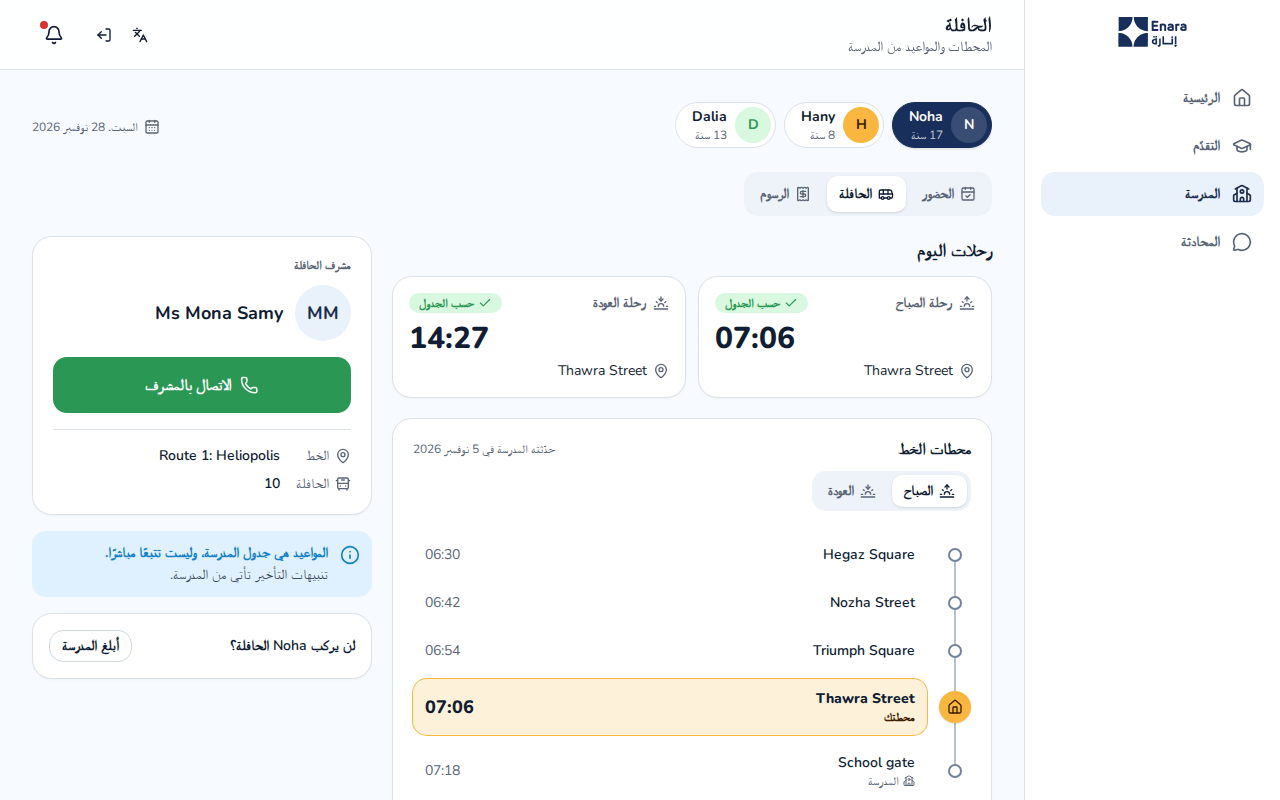 Enara
إنارة
الرئيسية
التقدّم
المدرسة
المحادثة
الحافلة
المحطات والمواعيد من المدرسة
N
Noha
17 سنة
H
Hany
8 سنة
D
Dalia
13 سنة
السبت، 28 نوفمبر 2026
الحضور
الحافلة
الرسوم
رحلات اليوم
رحلة الصباح
حسب الجدول
07:06
Thawra Street
رحلة العودة
حسب الجدول
14:27
Thawra Street
محطات الخط
حدّثته المدرسة في 5 نوفمبر 2026
الصباح
العودة
Hegaz Square
06:30
Nozha Street
06:42
Triumph Square
06:54
Thawra Street
محطتك
07:06
School gate
المدرسة
07:18
مشرف الحافلة
MM
Ms Mona Samy
الاتصال بالمشرف
الخط
Route 1: Heliopolis
الحافلة
10
المواعيد هي جدول المدرسة، وليست تتبعًا مباشرًا.
تنبيهات التأخير تأتي من المدرسة.
لن يركب Noha الحافلة؟
أبلغ المدرسة